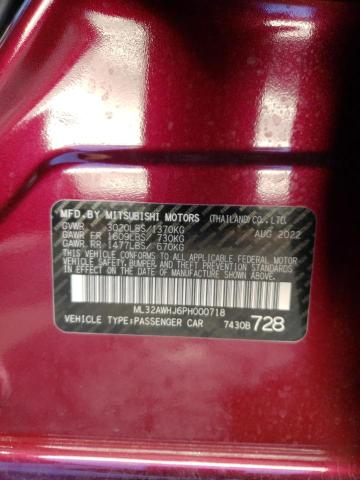 MFD.BY MITSUBISHI MOTORS (THAILAND) CO.,LTD.
GVWR 3020LBS/1370KG AUG 2022
GAWR FR 1609LBS/ 730KG
GAWR RR 1477LBS/ 670KG
THIS VEHICLE CONFORMS TO ALL APPLICABLE FEDERAL MOTOR
VEHICLE SAFETY, BUMPER AND THEFT PREVENTION STANDARDS
IN EFFECT ON THE DATE OF MANUFACTURE SHOWN ABOVE.
ML32AWHJ6PH000718
VEHICLE TYPE:PASSENGER CAR 7430B 728